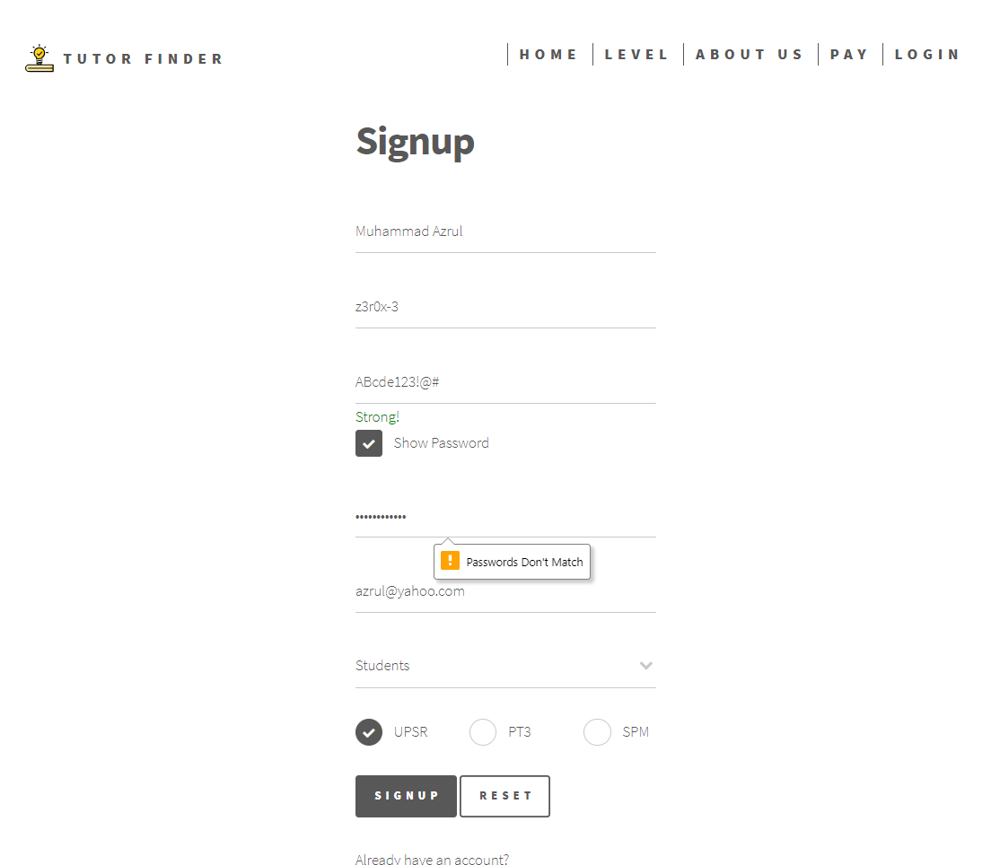 TUTOR FINDER
HOME LEVEL ABOUT US PAY LOGIN
Signup
Muhammad Azrul
z3r0x-3
ABcde123!@#
Strong!
Show Password
••••••••••••
Passwords Don't Match
azrul@yahoo.com
Students
UPSR PT3 SPM
SIGNUP RESET
Already have an account?